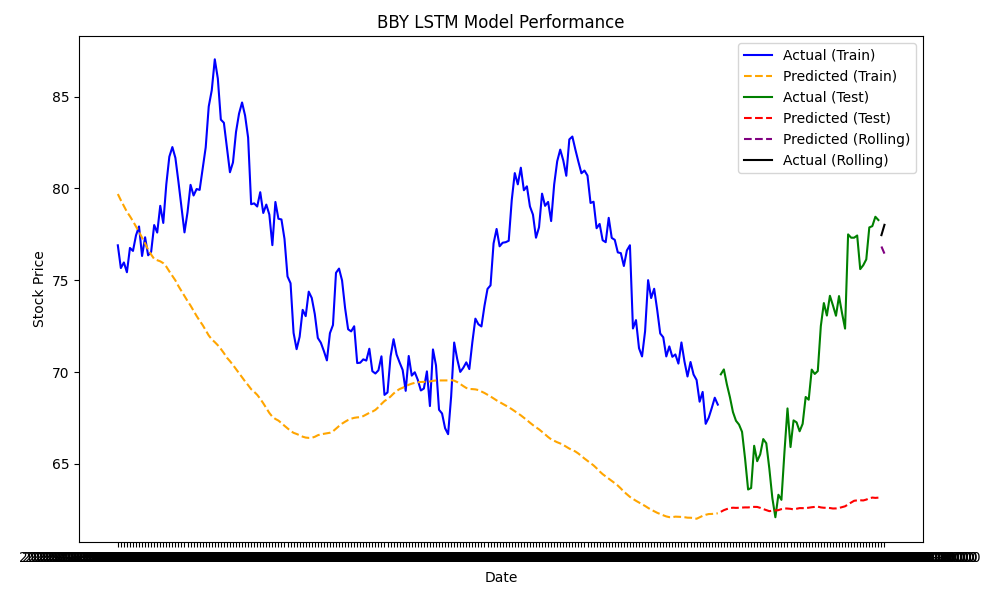 BBY LSTM Model Performance
Actual (Train)
Predicted (Train)
Actual (Test)
Predicted (Test)
Predicted (Rolling)
Actual (Rolling)
85
80
75
70
65
Stock Price
Date